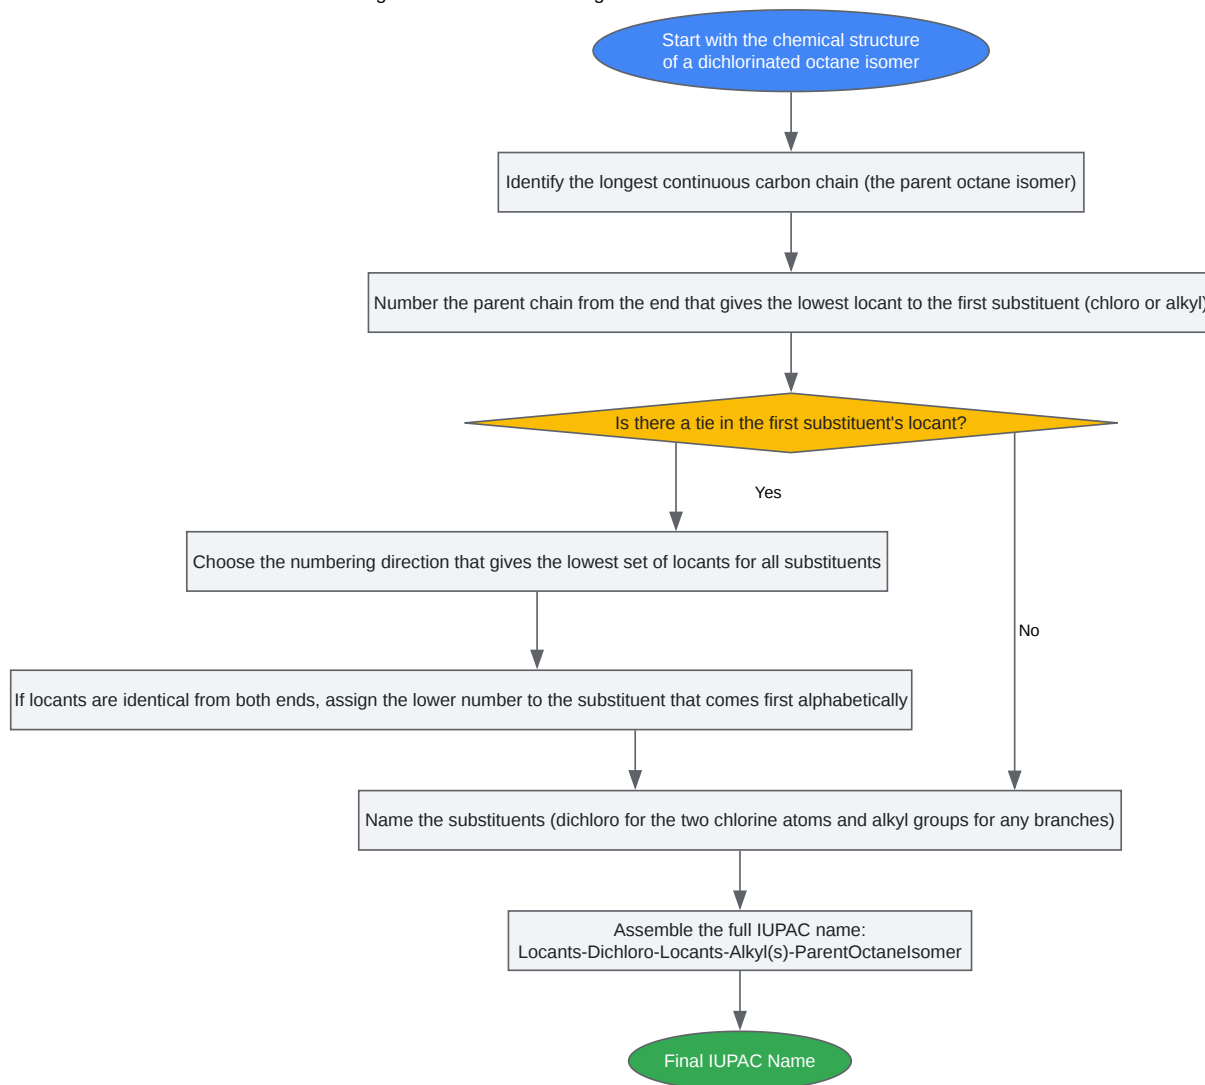 Start with the chemical structure
of a dichlorinated octane isomer
Identify the longest continuous carbon chain (the parent octane isomer)
Number the parent chain from the end that gives the lowest locant to the first substituent (chloro or alkyl)
Is there a tie in the first substituent's locant?
Yes
Choose the numbering direction that gives the lowest set of locants for all substituents
No
If locants are identical from both ends, assign the lower number to the substituent that comes first alphabetically
Name the substituents (dichloro for the two chlorine atoms and alkyl groups for any branches)
Assemble the full IUPAC name:
Locants-Dichloro-Locants-Alkyl(s)-ParentOctaneIsomer
Final IUPAC Name